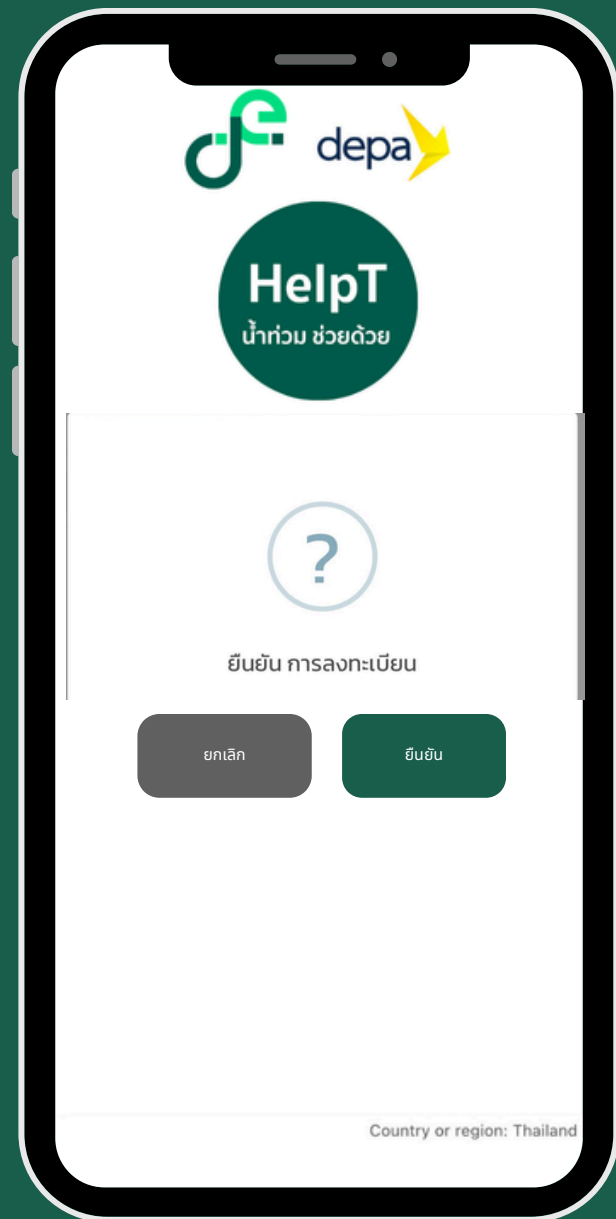 de
depa
HelpT
น้ำท่วม ช่วยด้วย
?
ยืนยัน การลงทะเบียน
ยกเลิก
ยืนยัน
Country or region: Thailand